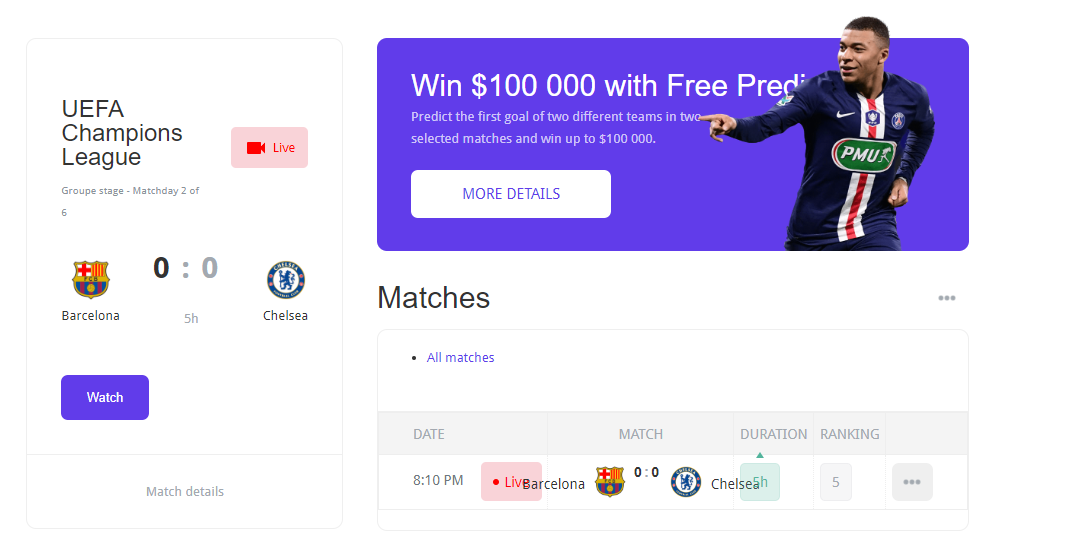 UEFA
Champions
League
Live
Groupe stage - Matchday 2 of
6
0 : 0
Barcelona
5h
Chelsea
Watch
Match details
Win $100 000 with Free Predi
Predict the first goal of two different teams in two
selected matches and win up to $100 000.
MORE DETAILS
PMU
Matches
All matches
DATE MATCH DURATION RANKING
8:10 PM Live Barcelona 0 : 0 Chelsea 5h 5